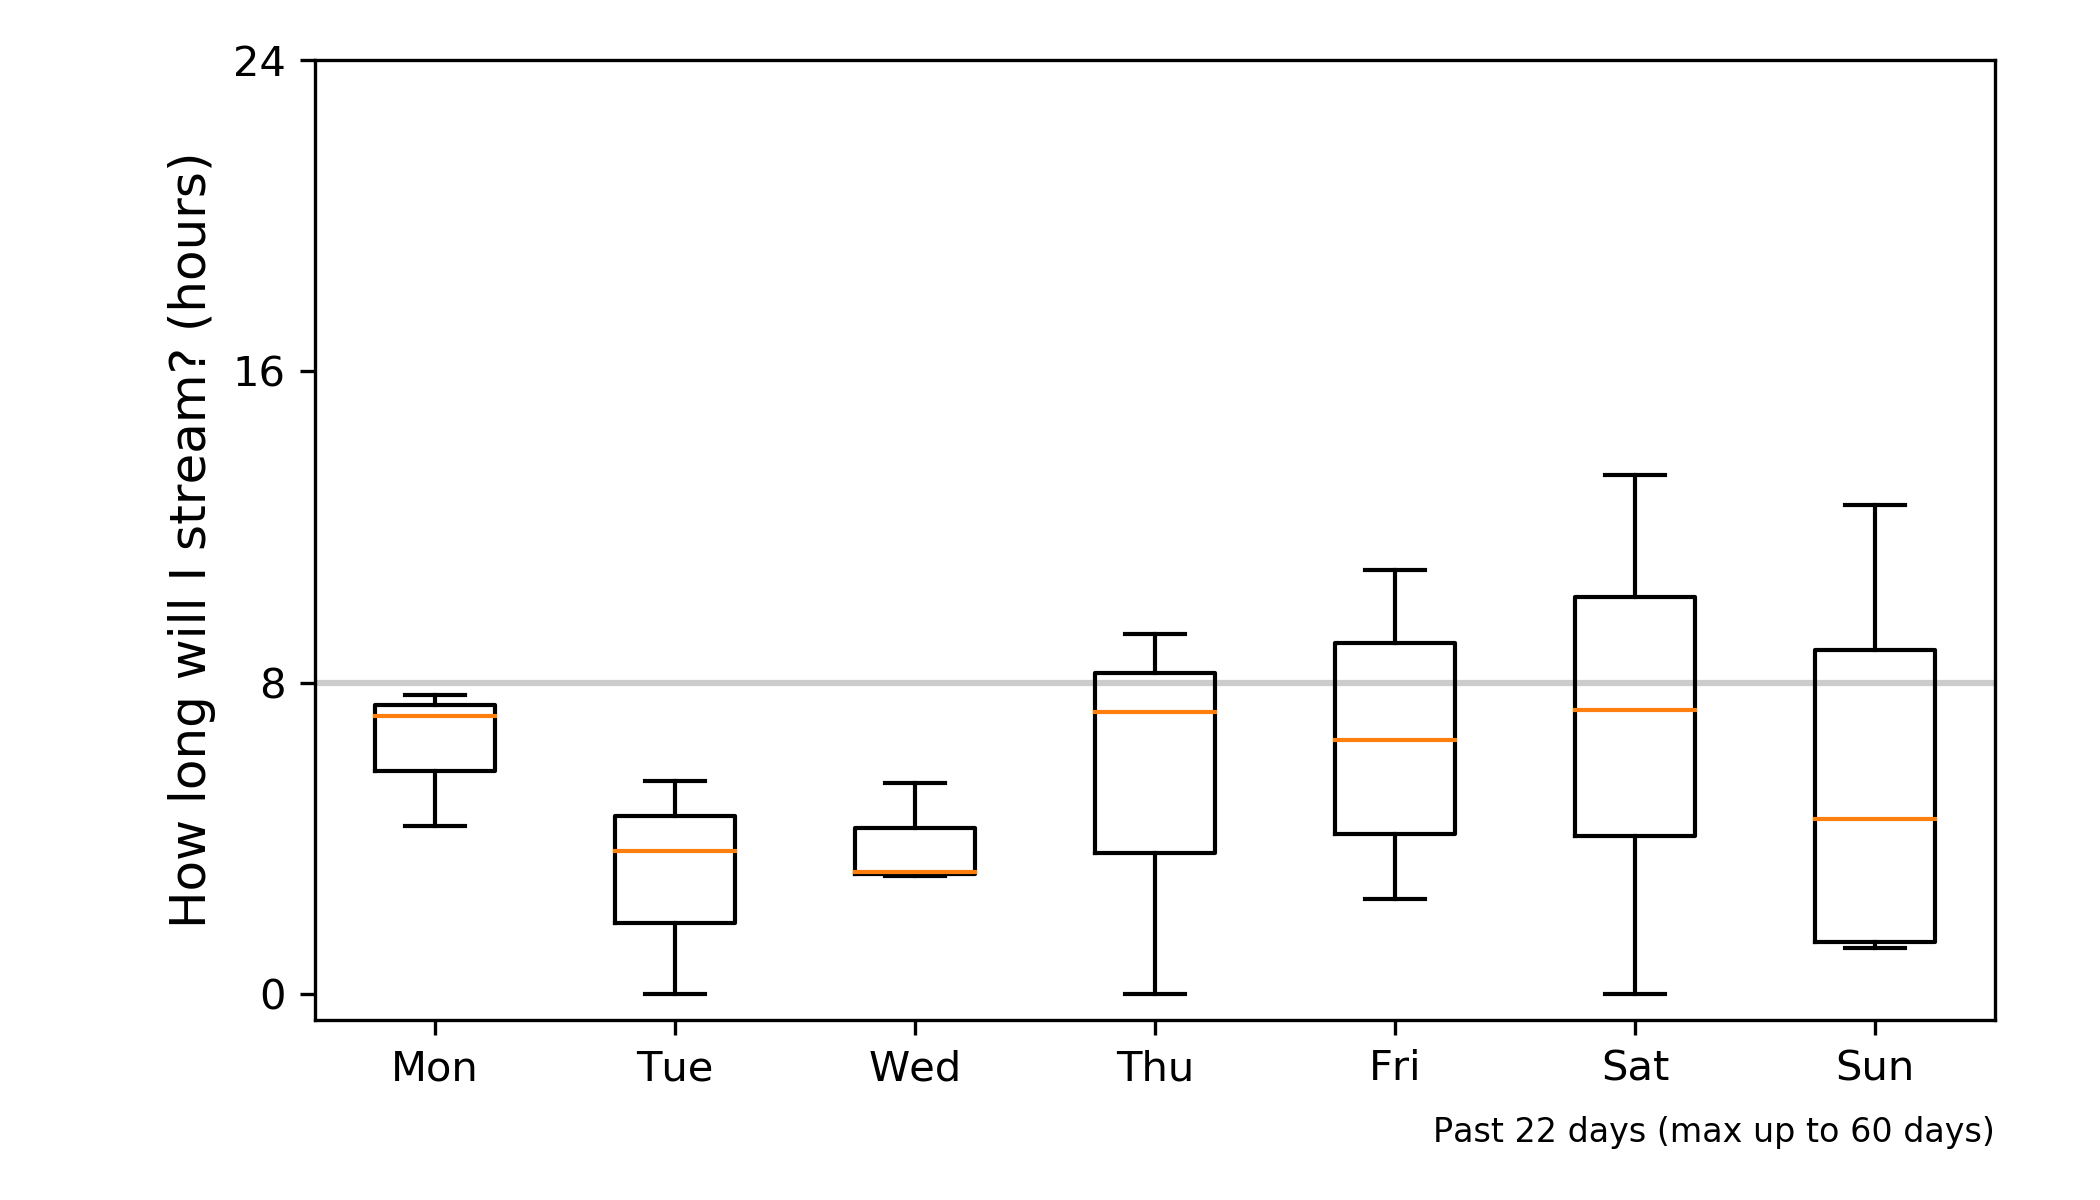 How long will I stream? (hours)
24
16
8
0
Mon Tue Wed Thu Fri Sat Sun
Past 22 days (max up to 60 days)